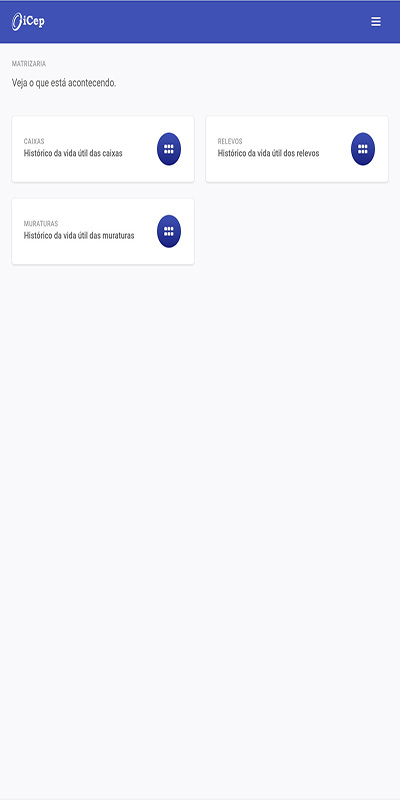 OiCep
MATRIZARIA
Veja o que está acontecendo.
CAIXAS
Histórico da vida útil das caixas
RELEVOS
Histórico da vida útil dos relevos
MURATURAS
Histórico da vida útil das muraturas